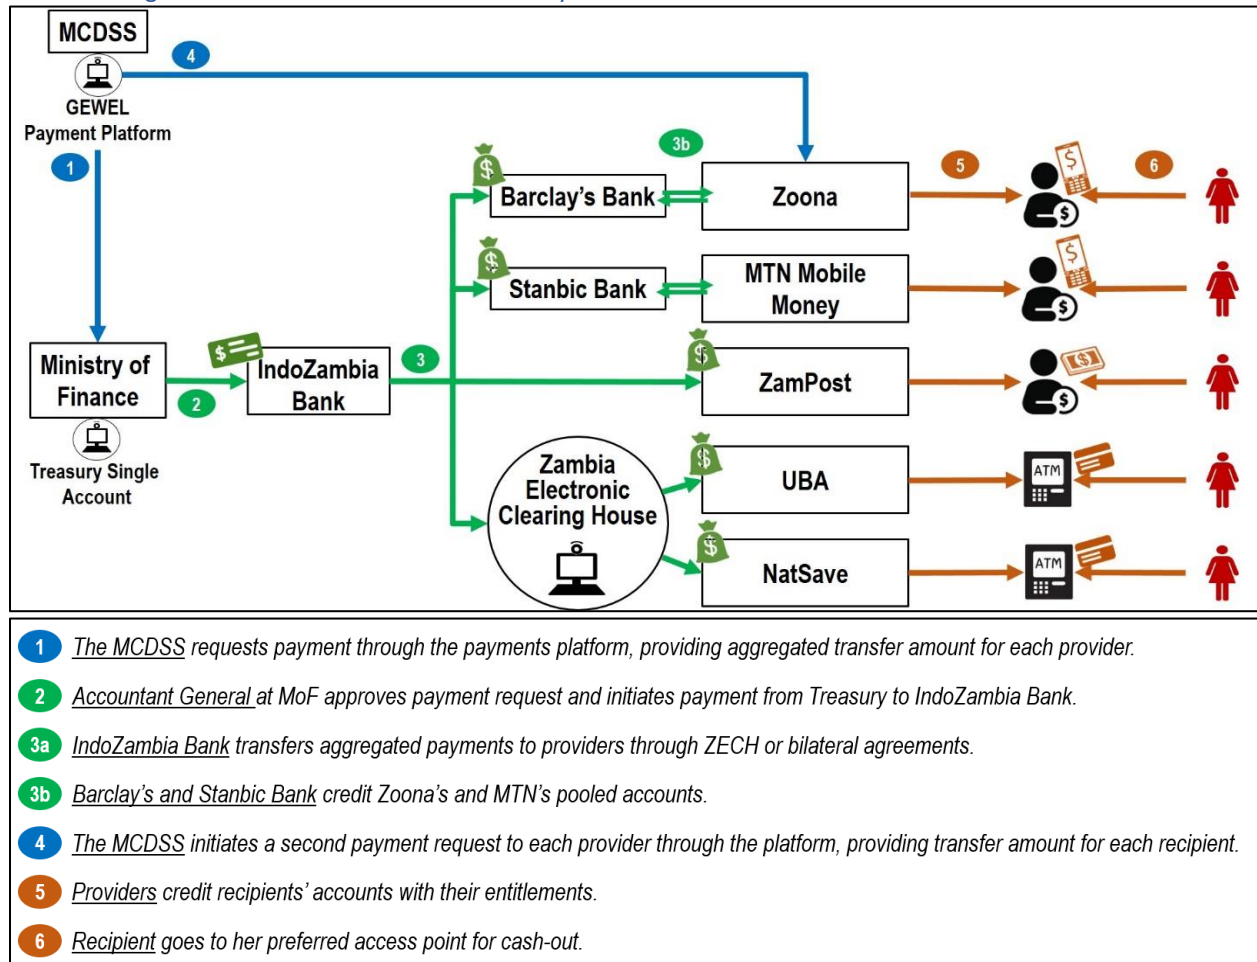 MCDSS
4
GEWEL
Payment Platform
1
3b
5
6
Barclay's Bank
Zoona
Stanbic Bank
MTN Mobile
Money
Ministry of
Finance
2
IndoZambia
Bank
3
ZamPost
Treasury Single
Account
Zambia
Electronic
Clearing House
UBA
ATM
NatSave
ATM
1 The MCDSS requests payment through the payments platform, providing aggregated transfer amount for each provider.
2 Accountant General at MoF approves payment request and initiates payment from Treasury to IndoZambia Bank.
3a IndoZambia Bank transfers aggregated payments to providers through ZECH or bilateral agreements.
3b Barclay's and Stanbic Bank credit Zoona's and MTN's pooled accounts.
4 The MCDSS initiates a second payment request to each provider through the platform, providing transfer amount for each recipient.
5 Providers credit recipients' accounts with their entitlements.
6 Recipient goes to her preferred access point for cash-out.